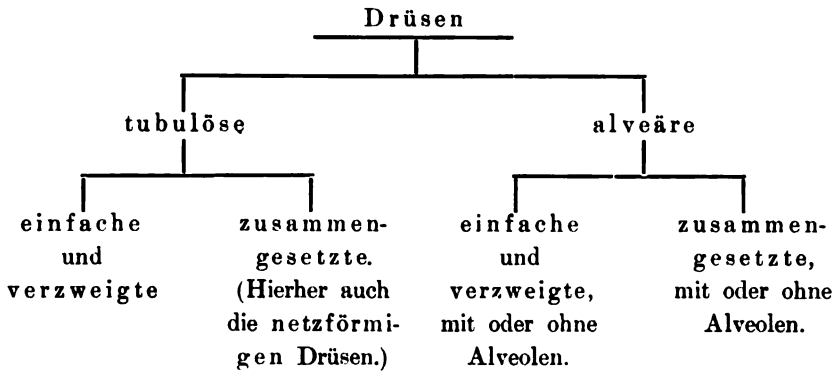 Drüsen
tubulöse
alveäre
einfache
und
verzweigte
zusammen-
gesetzte.
(Hierher auch
die netzförmi-
gen Drüsen.)
einfache
und
verzweigte,
mit oder ohne
Alveolen.
zusammen-
gesetzte,
mit oder ohne
Alveolen.